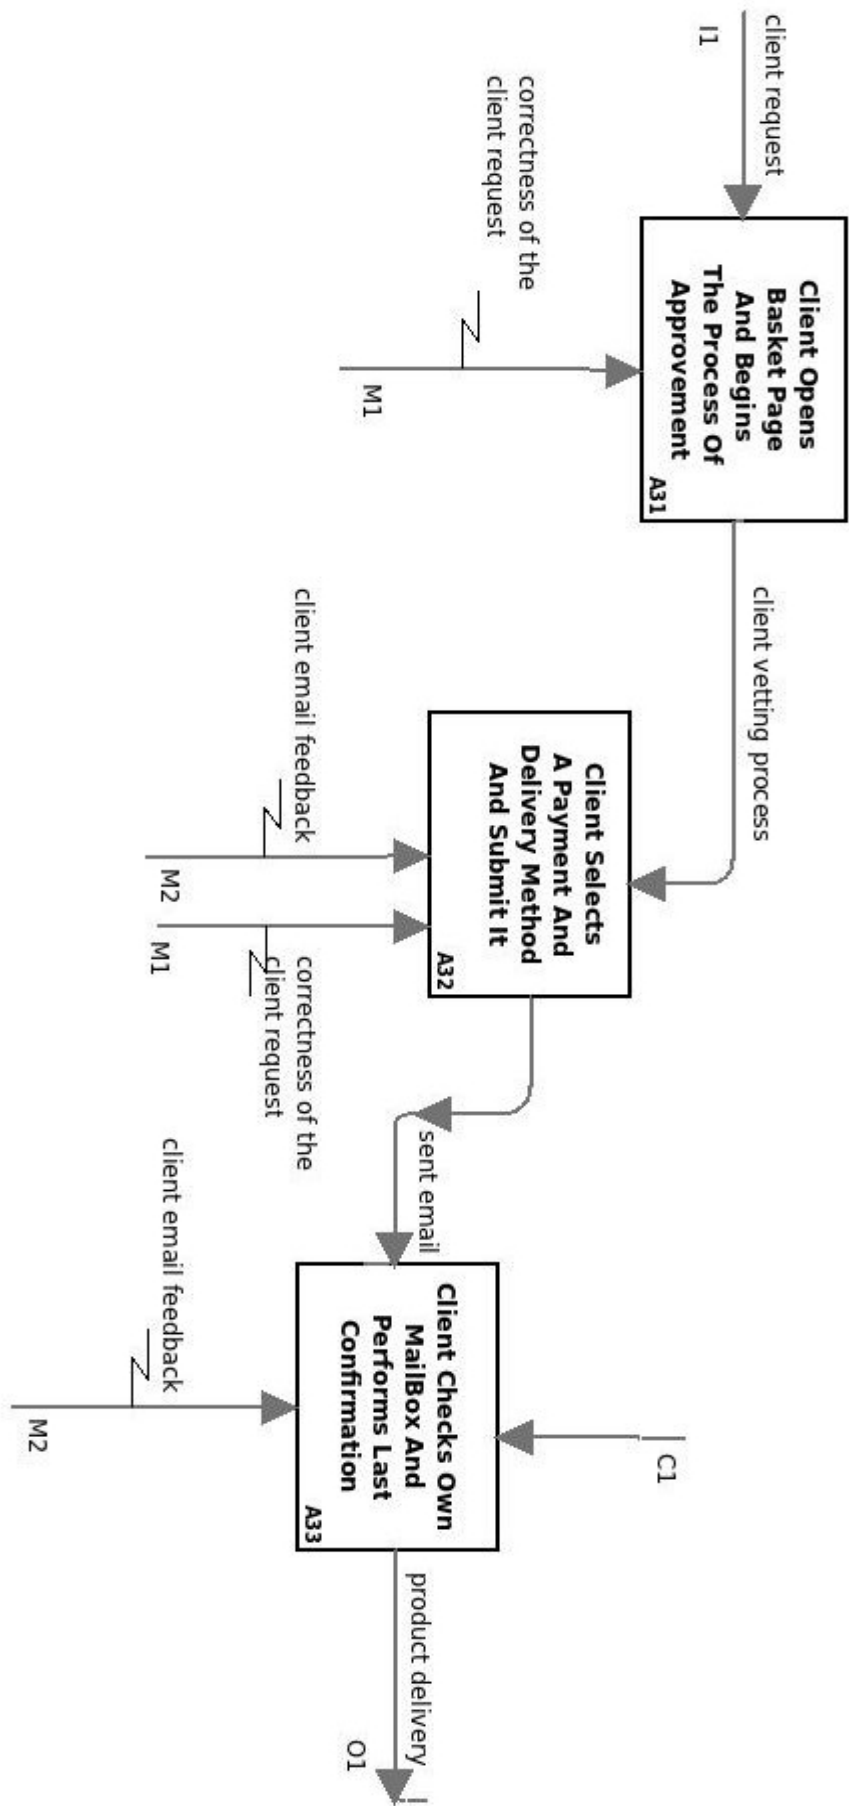 client request
I1
Client Opens
Basket Page
And Begins
The Process Of
Approvement
A31
correctness of the
client request
M1
client vetting process
C1
Client Selects
A Payment And
Delivery Method
And Submit It
A32
client email feedback
M2
M1
correctness of the
client request
sent email
Client Checks Own
MailBox And
Performs Last
Confirmation
A33
product delivery
O1
client email feedback
M2